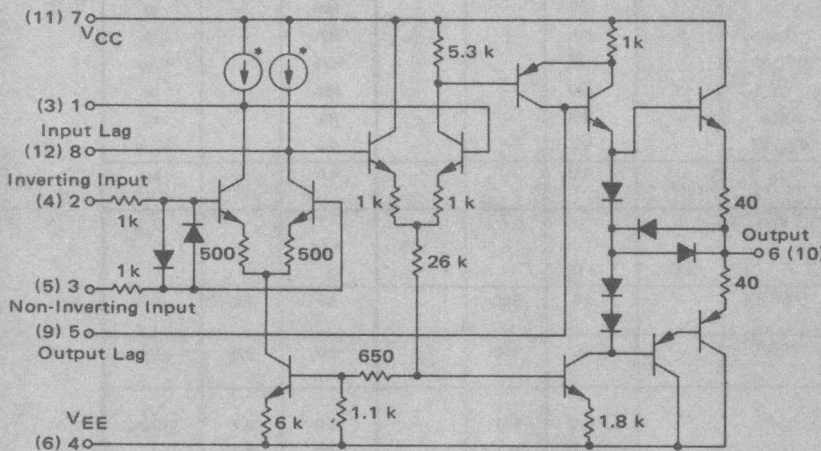 (11) 7
VCC
*
*
5.3 k
1k
(3) 1
Input Lag
(12) 8
Inverting Input
(4) 2
1k
500
500
1 k
1 k
40
Output
6 (10)
26 k
40
1k
(5) 3
Non-Inverting Input
(9) 5
Output Lag
650
6 k
1.1 k
1.8 k
VEE
(6) 4